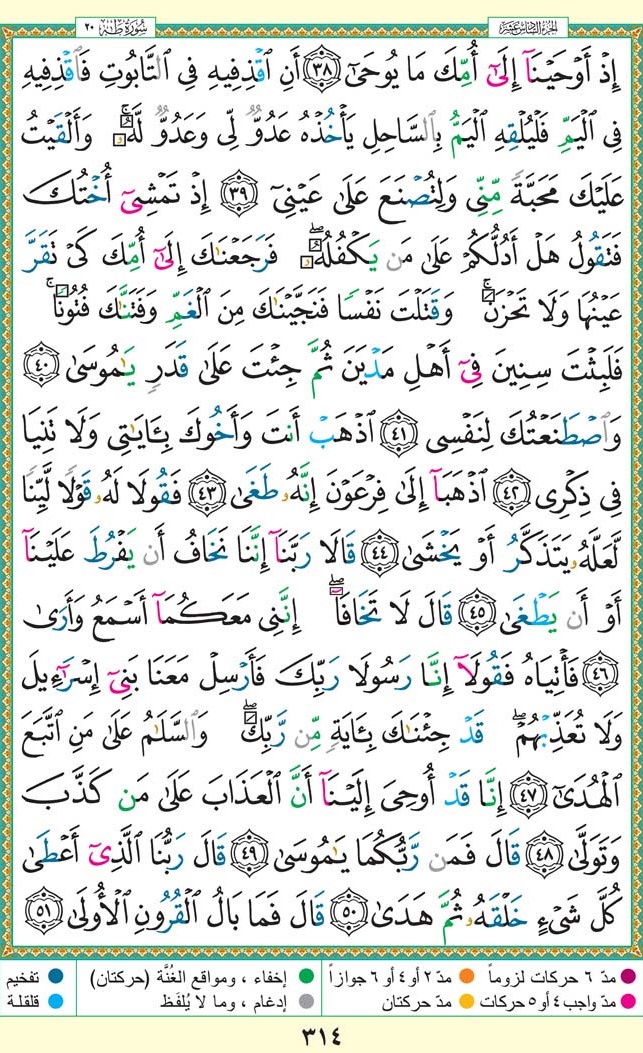 الجزء السادس عشر سورة طه ٢٠
إِذْ أَوْحَيْنَآ إِلَىٰٓ أُمِّكَ مَا يُوحَىٰٓ ٣٨ أَنِ ٱقْذِفِيهِ فِى ٱلتَّابُوتِ فَٱقْذِفِيهِ
فِى ٱلْيَمِّ فَلْيُلْقِهِ ٱلْيَمُّ بِٱلسَّاحِلِ يَأْخُذْهُ عَدُوٌّ لِّى وَعَدُوٌّ لَّهُۥ ۚ وَأَلْقَيْتُ
عَلَيْكَ مَحَبَّةً مِّنِّى وَلِتُصْنَعَ عَلَىٰ عَيْنِىٓ ٣٩ إِذْ تَمْشِىٓ أُخْتُكَ
فَتَقُولُ هَلْ أَدُلُّكُمْ عَلَىٰ مَن يَكْفُلُهُۥ ۖ فَرَجَعْنَٰكَ إِلَىٰٓ أُمِّكَ كَىْ تَقَرَّ
عَيْنُهَا وَلَا تَحْزَنَ ۚ وَقَتَلْتَ نَفْسًا فَنَجَّيْنَٰكَ مِنَ ٱلْغَمِّ وَفَتَنَّٰكَ فُتُونًا ۚ
فَلَبِثْتَ سِنِينَ فِىٓ أَهْلِ مَدْيَنَ ثُمَّ جِئْتَ عَلَىٰ قَدَرٍ يَٰمُوسَىٰ ٤٠
وَٱصْطَنَعْتُكَ لِنَفْسِى ٤١ ٱذْهَبْ أَنتَ وَأَخُوكَ بِـَٔايَٰتِى وَلَا تَنِيَا
فِى ذِكْرِى ٤٢ ٱذْهَبَآ إِلَىٰ فِرْعَوْنَ إِنَّهُۥ طَغَىٰ ٤٣ فَقُولَا لَهُۥ قَوْلًا لَّيِّنًا
لَّعَلَّهُۥ يَتَذَكَّرُ أَوْ يَخْشَىٰ ٤٤ قَالَا رَبَّنَآ إِنَّنَا نَخَافُ أَن يَفْرُطَ عَلَيْنَآ
أَوْ أَن يَطْغَىٰ ٤٥ قَالَ لَا تَخَافَآ ۖ إِنَّنِى مَعَكُمَآ أَسْمَعُ وَأَرَىٰ
٤٦ فَأْتِيَاهُ فَقُولَآ إِنَّا رَسُولَا رَبِّكَ فَأَرْسِلْ مَعَنَا بَنِىٓ إِسْرَٰٓءِيلَ
وَلَا تُعَذِّبْهُمْ ۖ قَدْ جِئْنَٰكَ بِـَٔايَةٍ مِّن رَّبِّكَ ۖ وَٱلسَّلَٰمُ عَلَىٰ مَنِ ٱتَّبَعَ
ٱلْهُدَىٰٓ ٤٧ إِنَّا قَدْ أُوحِىَ إِلَيْنَآ أَنَّ ٱلْعَذَابَ عَلَىٰ مَن كَذَّبَ
وَتَوَلَّىٰ ٤٨ قَالَ فَمَن رَّبُّكُمَا يَٰمُوسَىٰ ٤٩ قَالَ رَبُّنَا ٱلَّذِىٓ أَعْطَىٰ
كُلَّ شَىْءٍ خَلْقَهُۥ ثُمَّ هَدَىٰ ٥٠ قَالَ فَمَا بَالُ ٱلْقُرُونِ ٱلْأُولَىٰ ٥١
مدّ ٦ حركات لزوماً مدّ ٢ أو ٤ أو ٦ جوازاً إخفاء ، ومواقع الغُنَّة (حركتان) تفخيم
مدّ واجب ٤ أو ٥ حركات مدّ حركتان إدغام ، وما لا يُلفَظ قلقلة
٣١٤